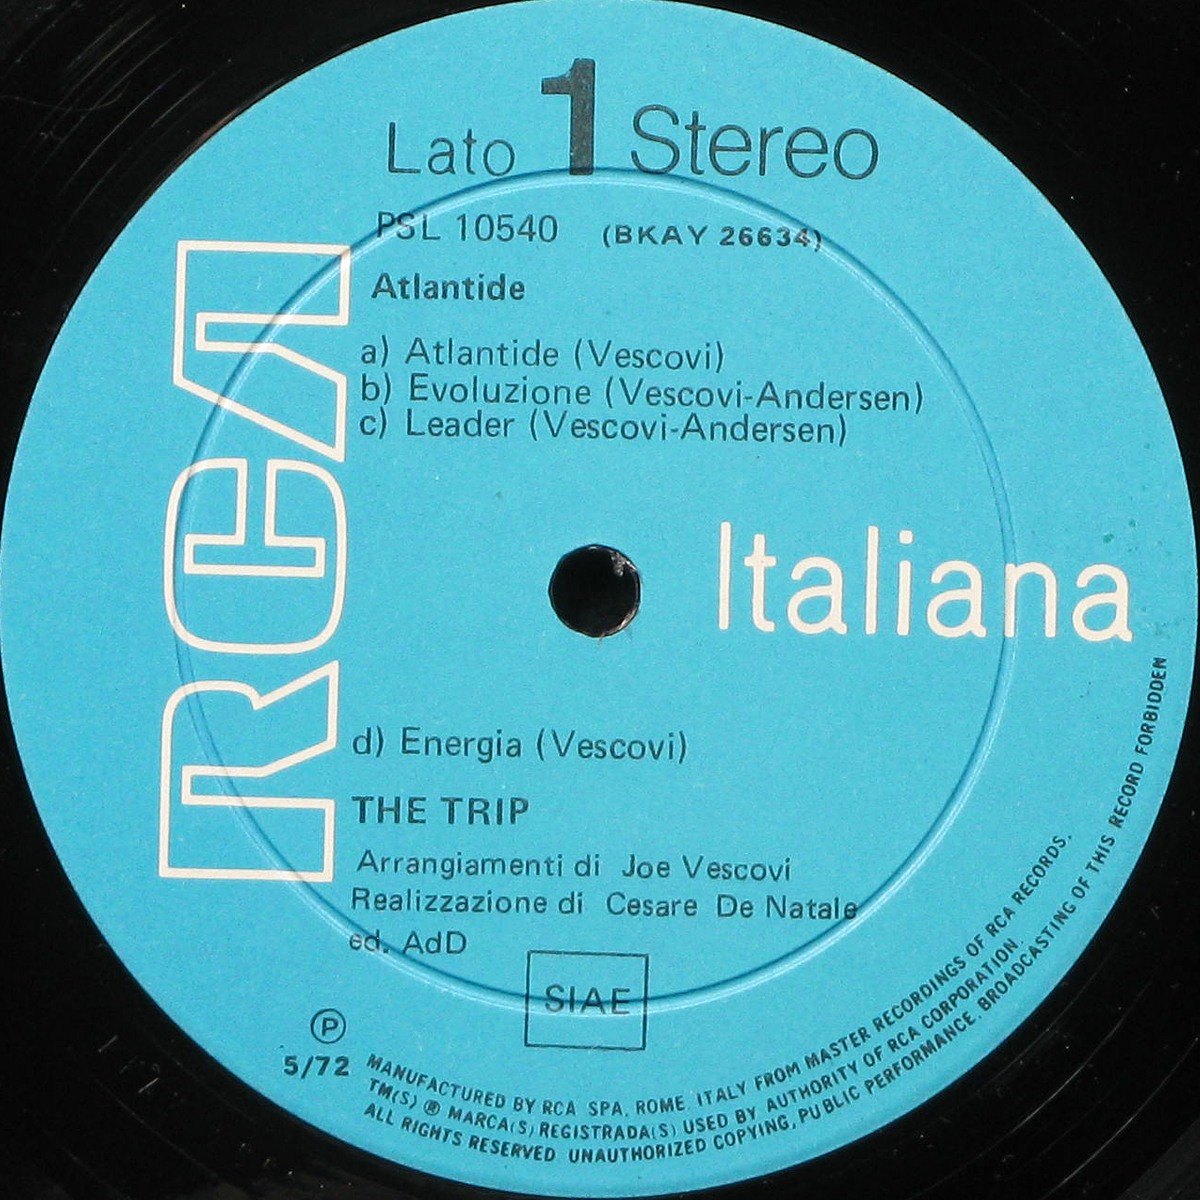 Lato 1 Stereo
PSL 10540 (BKAY 26634)
Atlantide
a) Atlantide (Vescovi)
b) Evoluzione (Vescovi-Andersen)
c) Leader (Vescovi-Andersen)
RCA
Italiana
d) Energia (Vescovi)
THE TRIP
Arrangiamenti di Joe Vescovi
Realizzazione di Cesare De Natale
ed. AdD
SIAE
Ⓟ
5/72
MANUFACTURED BY RCA SPA. ROME. ITALY FROM MASTER RECORDINGS OF RCA RECORDS.
TM(S) ® MARCA(S) REGISTRADA(S) USED BY AUTHORITY OF RCA CORPORATION.
ALL RIGHTS RESERVED UNAUTHORIZED COPYING, PUBLIC PERFORMANCE, BROADCASTING OF THIS RECORD FORBIDDEN